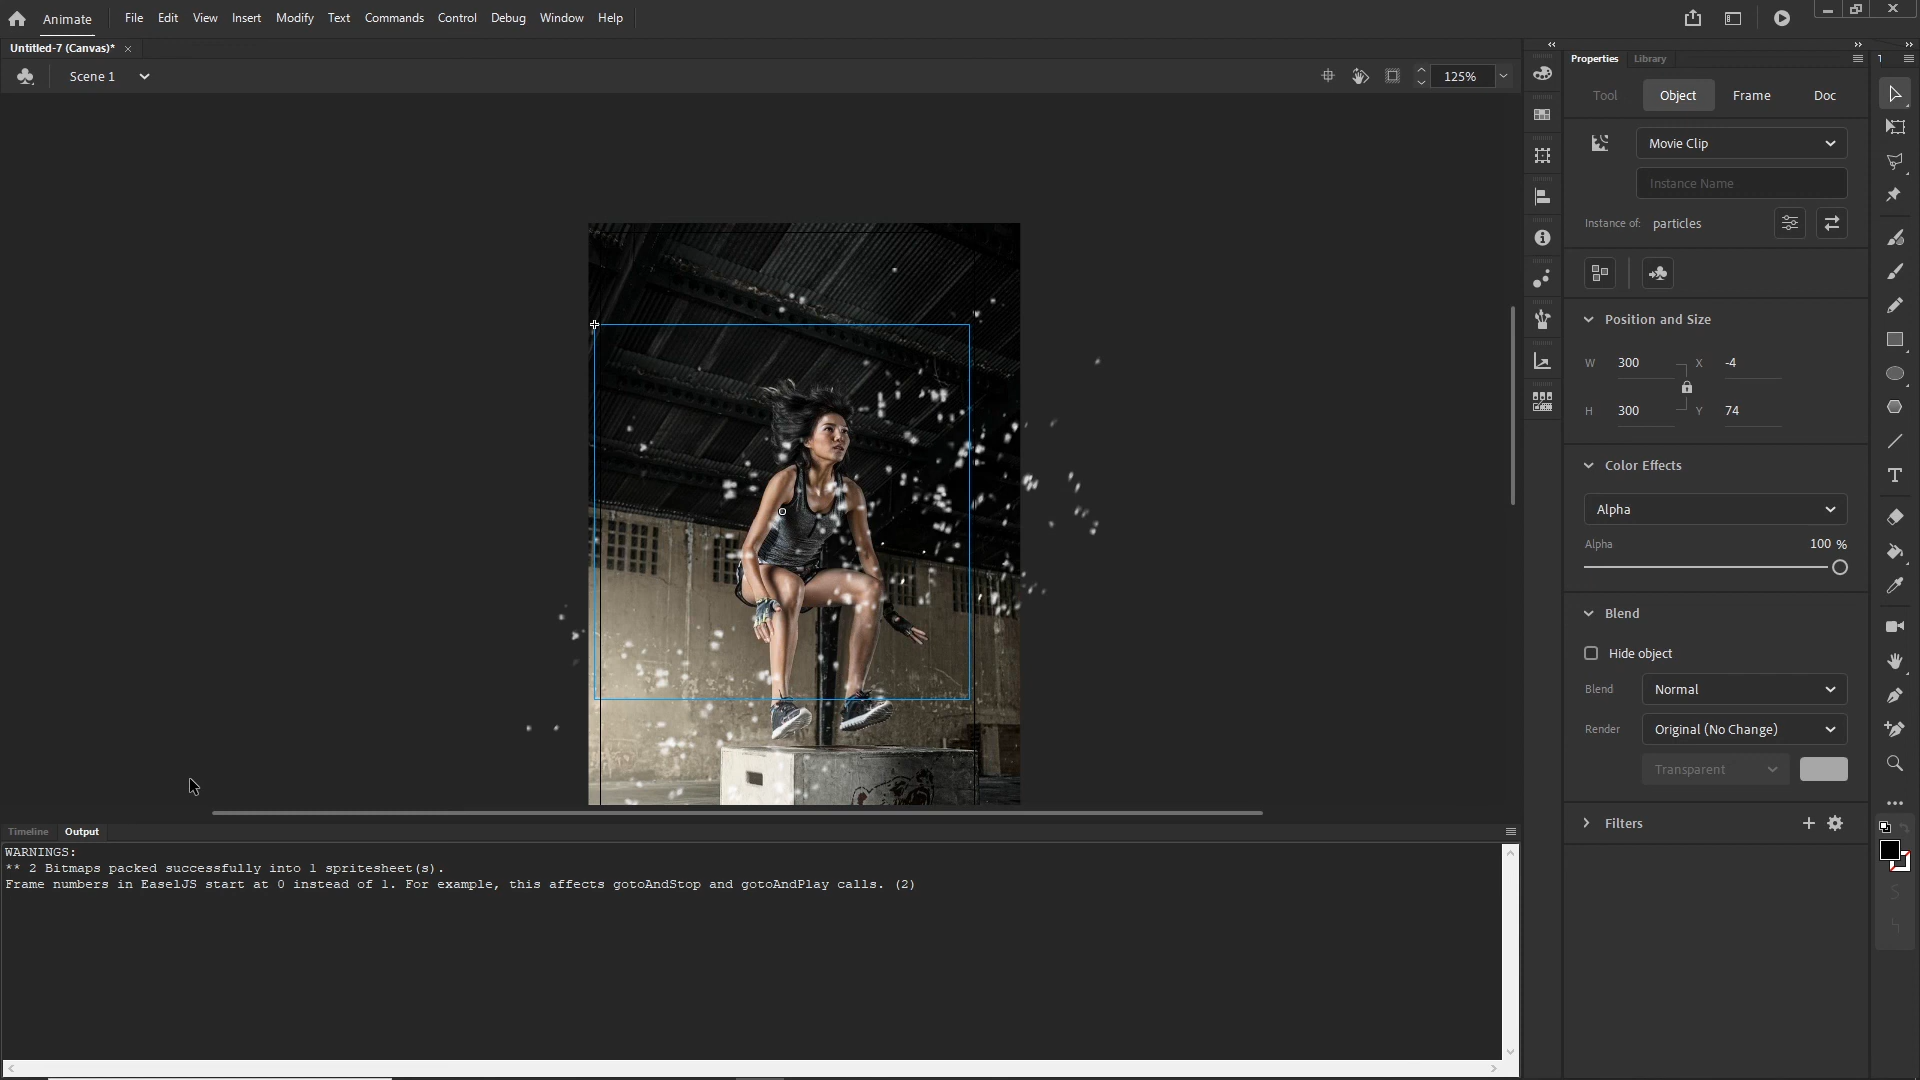 Animate
File Edit View Insert Modify Text Commands Control Debug Window Help
Untitled-7 (Canvas)*
Scene 1
125%
Properties
Library
Tool
Object
Frame
Doc
Movie Clip
Instance Name
Instance of: particles
Position and Size
W 300 X -4
H 300 Y 74
Color Effects
Alpha
Alpha 100 %
Blend
Hide object
Blend Normal
Render Original (No Change)
Transparent
Filters
Timeline
Output
WARNINGS:
** 2 Bitmaps packed successfully into 1 spritesheet(s).
Frame numbers in EaselJS start at 0 instead of 1. For example, this affects gotoAndStop and gotoAndPlay calls. (2)